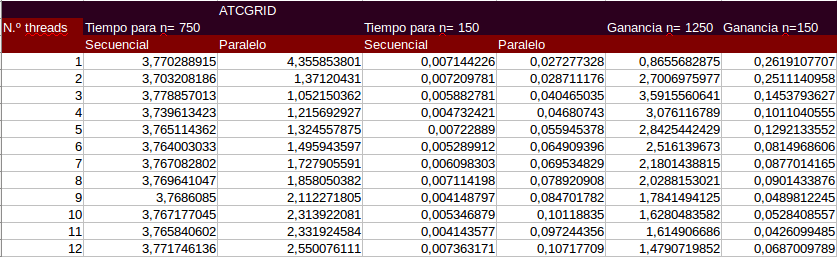 ATCGRID
N.º threads Tiempo para n= 750 Tiempo para n= 150 Ganancia n= 1250 Ganancia n=150
Secuencial Paralelo Secuencial Paralelo
1 3,770288915 4,355853801 0,007144226 0,027277328 0,8655682875 0,2619107707
2 3,703208186 1,37120431 0,007209781 0,028711176 2,7006975977 0,2511140958
3 3,778857013 1,052150362 0,005882781 0,040465035 3,5915560641 0,1453793627
4 3,739613423 1,215692927 0,004732421 0,04680743 3,076116789 0,1011040555
5 3,765114362 1,324557875 0,00722889 0,055945378 2,8425442429 0,1292133552
6 3,764003033 1,495943597 0,005289912 0,064909396 2,516139673 0,0814968606
7 3,767082802 1,727905591 0,006098303 0,069534829 2,1801438815 0,0877014165
8 3,769641047 1,858050382 0,007114198 0,078920908 2,0288153021 0,0901433876
9 3,7686085 2,112271805 0,004148797 0,084701782 1,7841494125 0,0489812245
10 3,767177045 2,313922081 0,005346879 0,10118835 1,6280483582 0,0528408557
11 3,765840602 2,331924584 0,004143577 0,097244356 1,614906686 0,0426099485
12 3,771746136 2,550076111 0,007363171 0,10717709 1,4790719852 0,0687009789